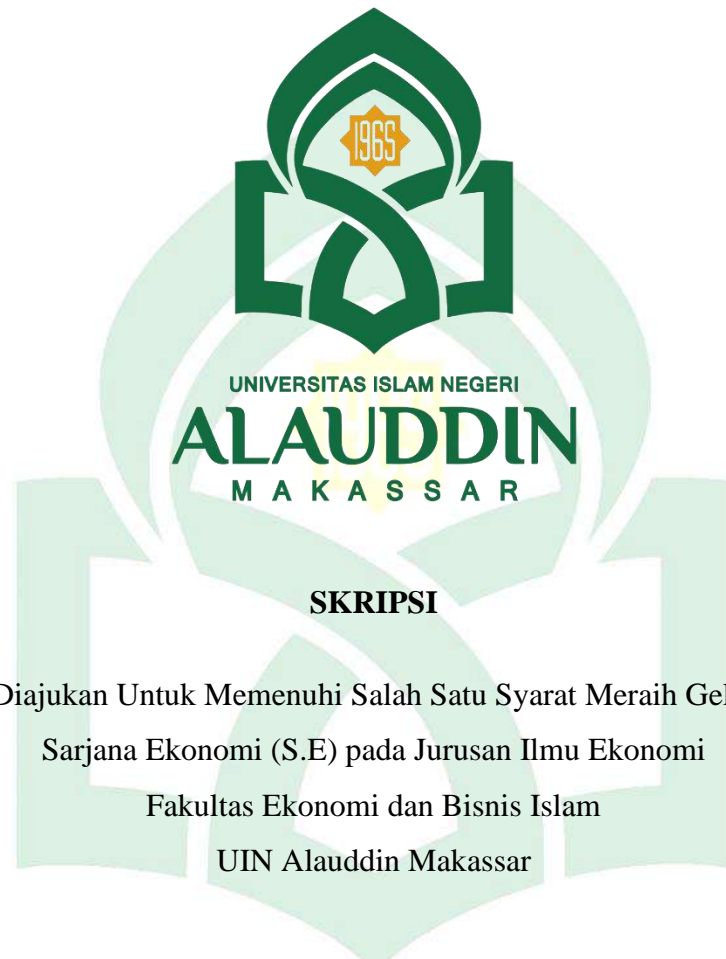 1965
UNIVERSITAS ISLAM NEGERI
ALAUDDIN
MAKASSAR
SKRIPSI
Diajukan Untuk Memenuhi Salah Satu Syarat Meraih
Sarjana Ekonomi (S.E) pada Jurusan Ilmu Ekonomi
Fakultas Ekonomi dan Bisnis Islam
UIN Alauddin Makassar